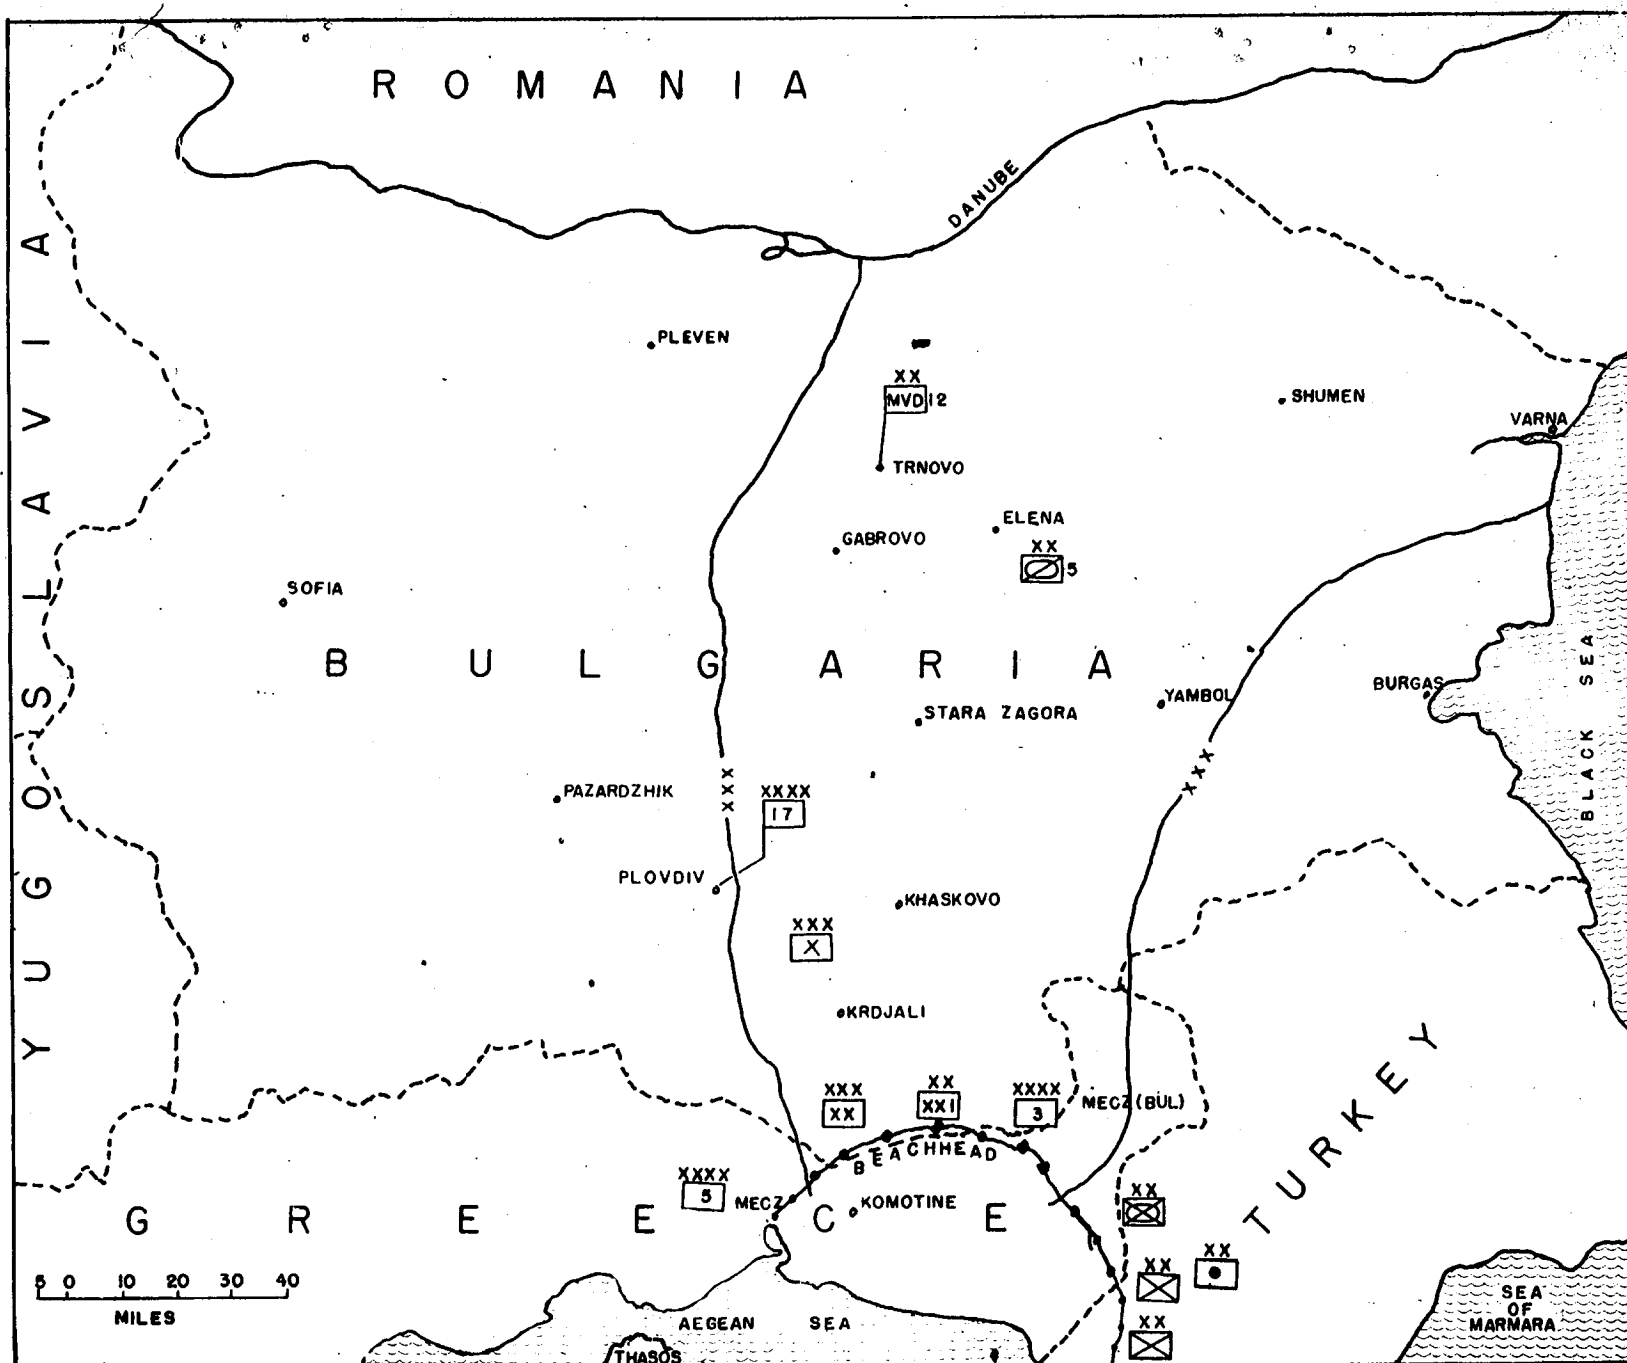 ROMANIA
DANUBE
YUGOSLAVIA
PLEVEN
XX
MVD 12
TRNOVO
SHUMEN
VARNA
ELENA
GABROVO
XX
5
SOFIA
BULGARIA
STARA ZAGORA
YAMBOL
BURGAS
BLACK SEA
XXX
XXX
PAZARDZHIK
XXXX
17
PLOVDIV
KHASKOVO
XXX
X
KRDJALI
XXX
XX
XX
XXI
XXXX
3
MECZ (BUL)
TURKEY
BEACHHEAD
XXXX
5
MECZ
KOMOTINE
GREECE
XX
XX
XX
XX
5 0 10 20 30 40
MILES
AEGEAN SEA
THASOS
SEA
OF
MARMARA